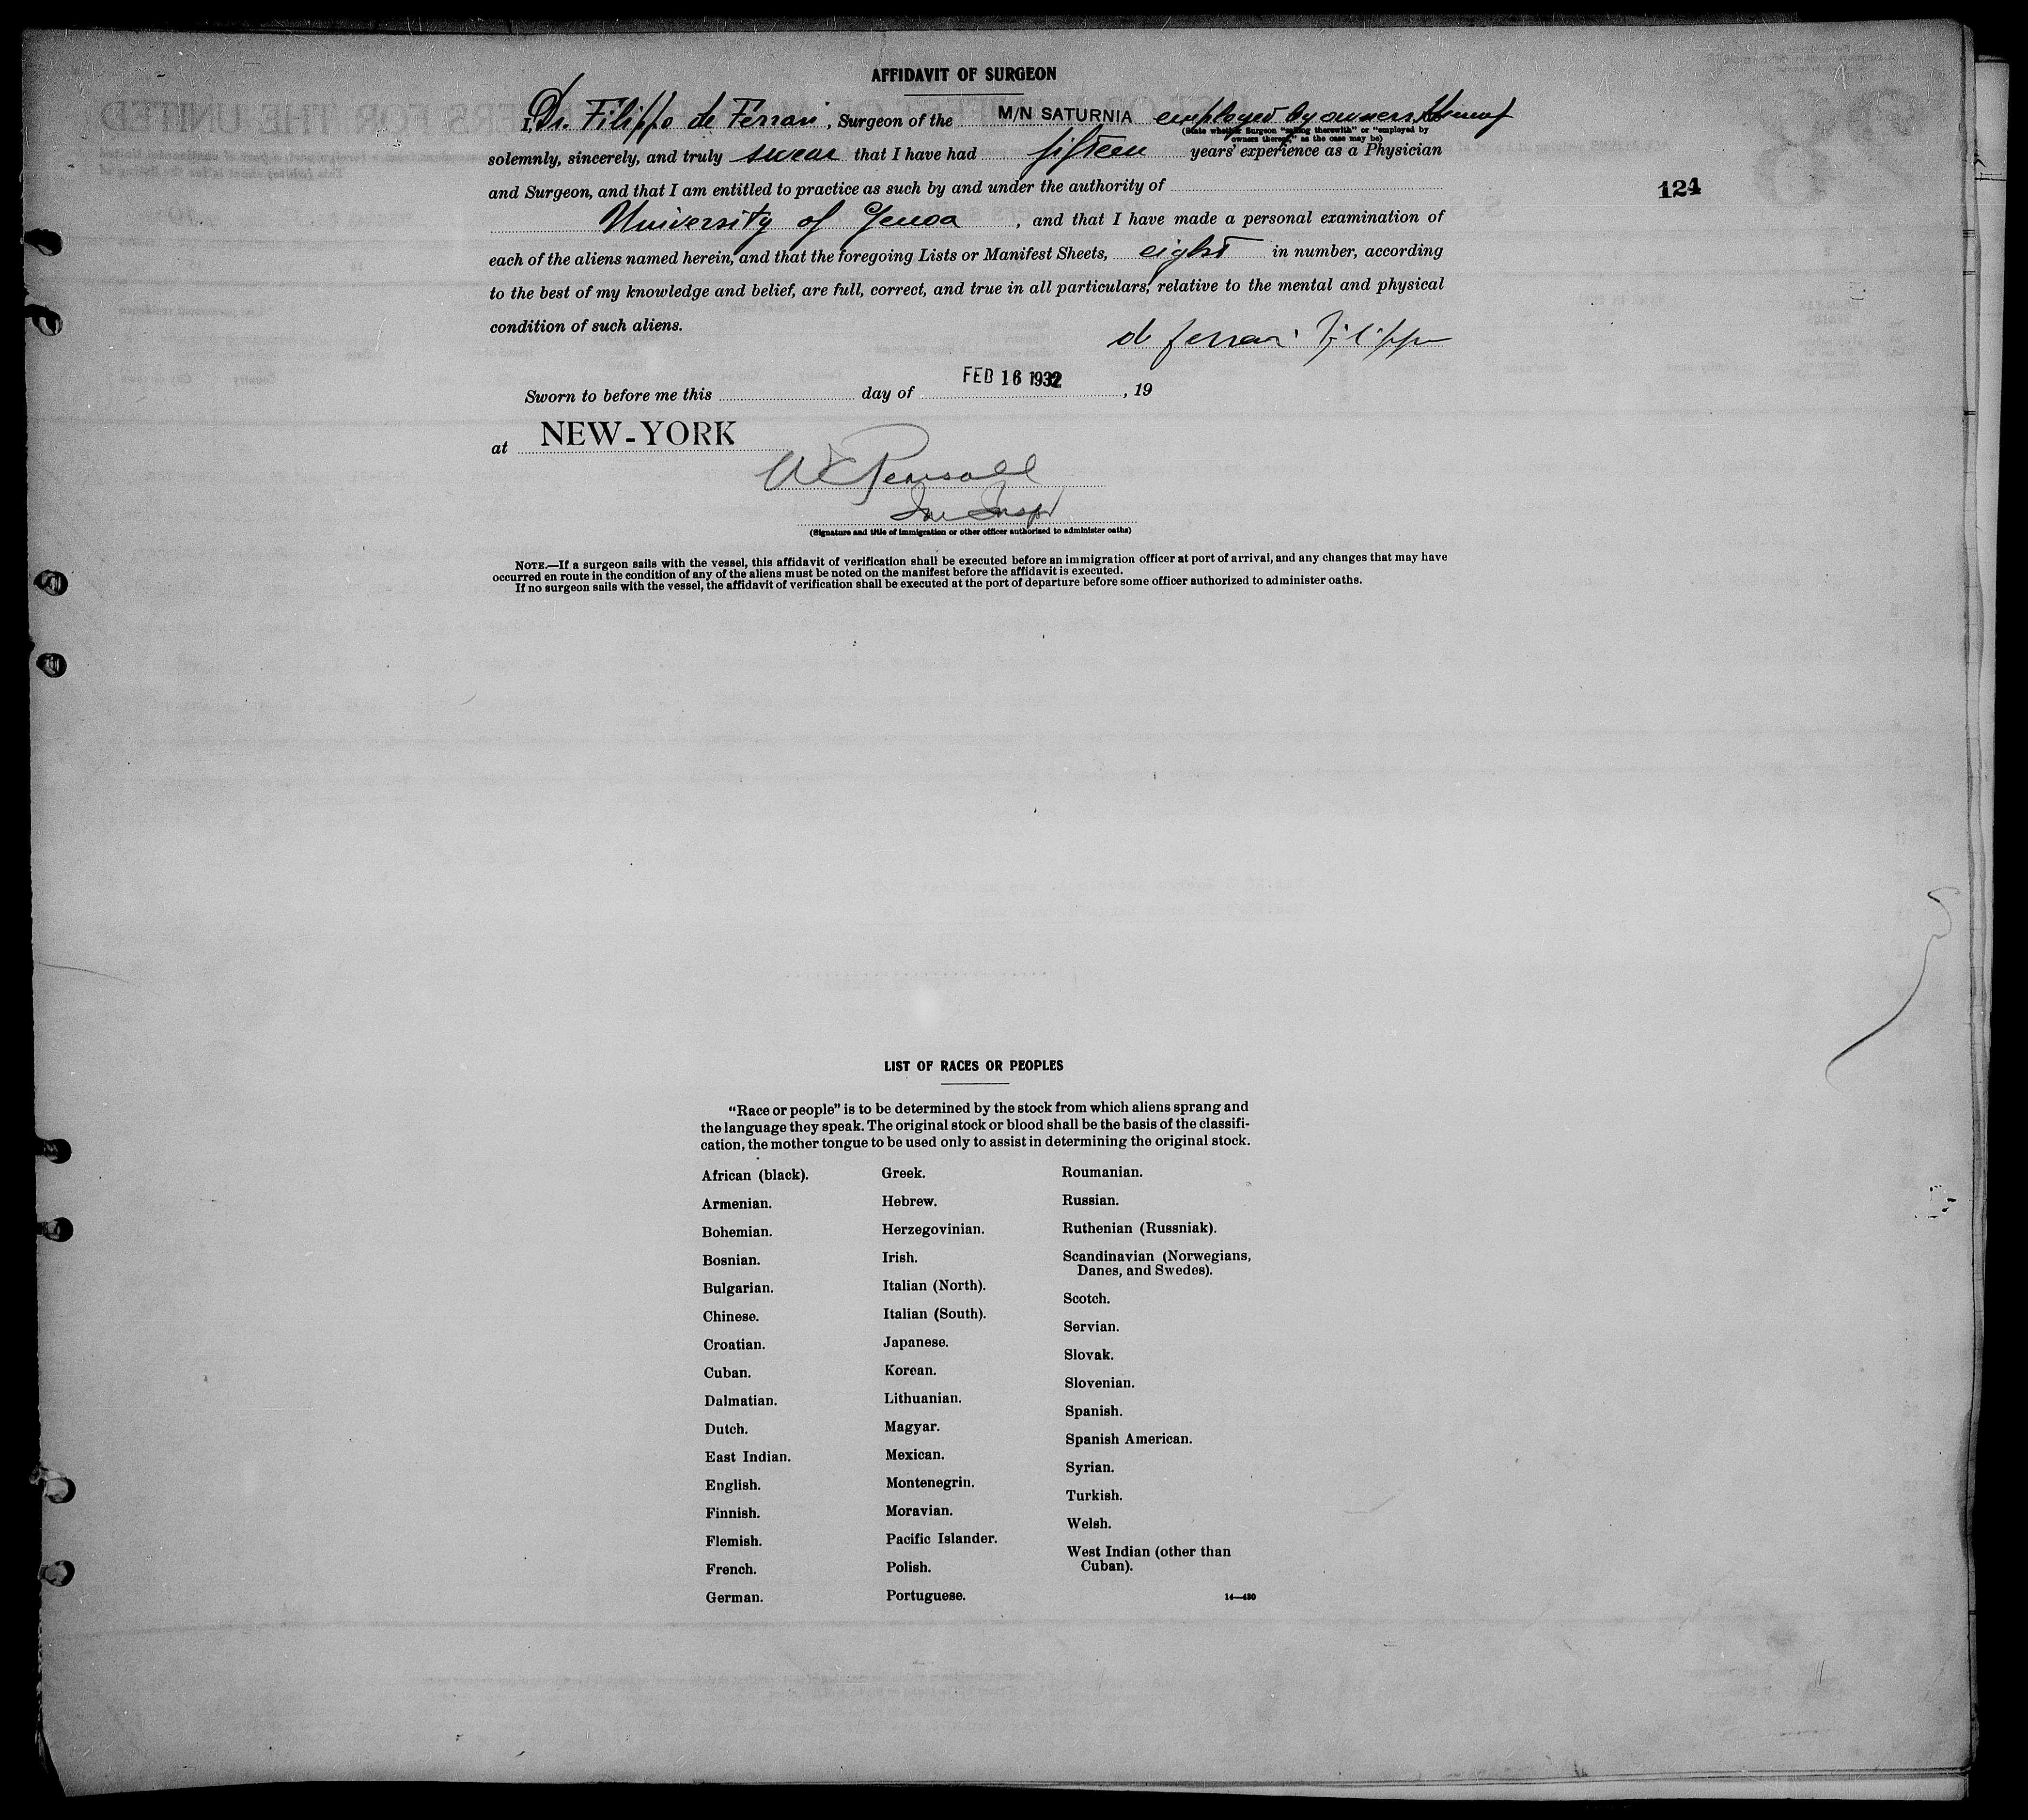 AFFIDAVIT OF SURGEON
I, Dr. Filippo de Ferrari, Surgeon of the M/N SATURNIA employed by owners thereof
(State whether Surgeon "sailing therewith" or "employed by
owners thereof," as the case may be)
solemnly, sincerely, and truly swear that I have had fifteen years' experience as a Physician
and Surgeon, and that I am entitled to practice as such by and under the authority of
124
University of Genoa, and that I have made a personal examination of
each of the aliens named herein, and that the foregoing Lists or Manifest Sheets, eight in number, according
to the best of my knowledge and belief, are full, correct, and true in all particulars, relative to the mental and physical
condition of such aliens.
de Ferrari Filippo
Sworn to before me this day of FEB 16 1932, 19
at NEW-YORK
Pearsall
Imm Inspr
(Signature and title of immigration or other officer authorized to administer oaths)
NOTE.—If a surgeon sails with the vessel, this affidavit of verification shall be executed before an immigration officer at port of arrival, and any changes that may have
occurred en route in the condition of any of the aliens must be noted on the manifest before the affidavit is executed.
If no surgeon sails with the vessel, the affidavit of verification shall be executed at the port of departure before some officer authorized to administer oaths.
LIST OF RACES OR PEOPLES
"Race or people" is to be determined by the stock from which aliens sprang and
the language they speak. The original stock or blood shall be the basis of the classifi-
cation, the mother tongue to be used only to assist in determining the original stock.
African (black).
Armenian.
Bohemian.
Bosnian.
Bulgarian.
Chinese.
Croatian.
Cuban.
Dalmatian.
Dutch.
East Indian.
English.
Finnish.
Flemish.
French.
German.
Greek.
Hebrew.
Herzegovinian.
Irish.
Italian (North).
Italian (South).
Japanese.
Korean.
Lithuanian.
Magyar.
Mexican.
Montenegrin.
Moravian.
Pacific Islander.
Polish.
Portuguese.
Roumanian.
Russian.
Ruthenian (Russniak).
Scandinavian (Norwegians,
Danes, and Swedes).
Scotch.
Servian.
Slovak.
Slovenian.
Spanish.
Spanish American.
Syrian.
Turkish.
Welsh.
West Indian (other than
Cuban).
14—430